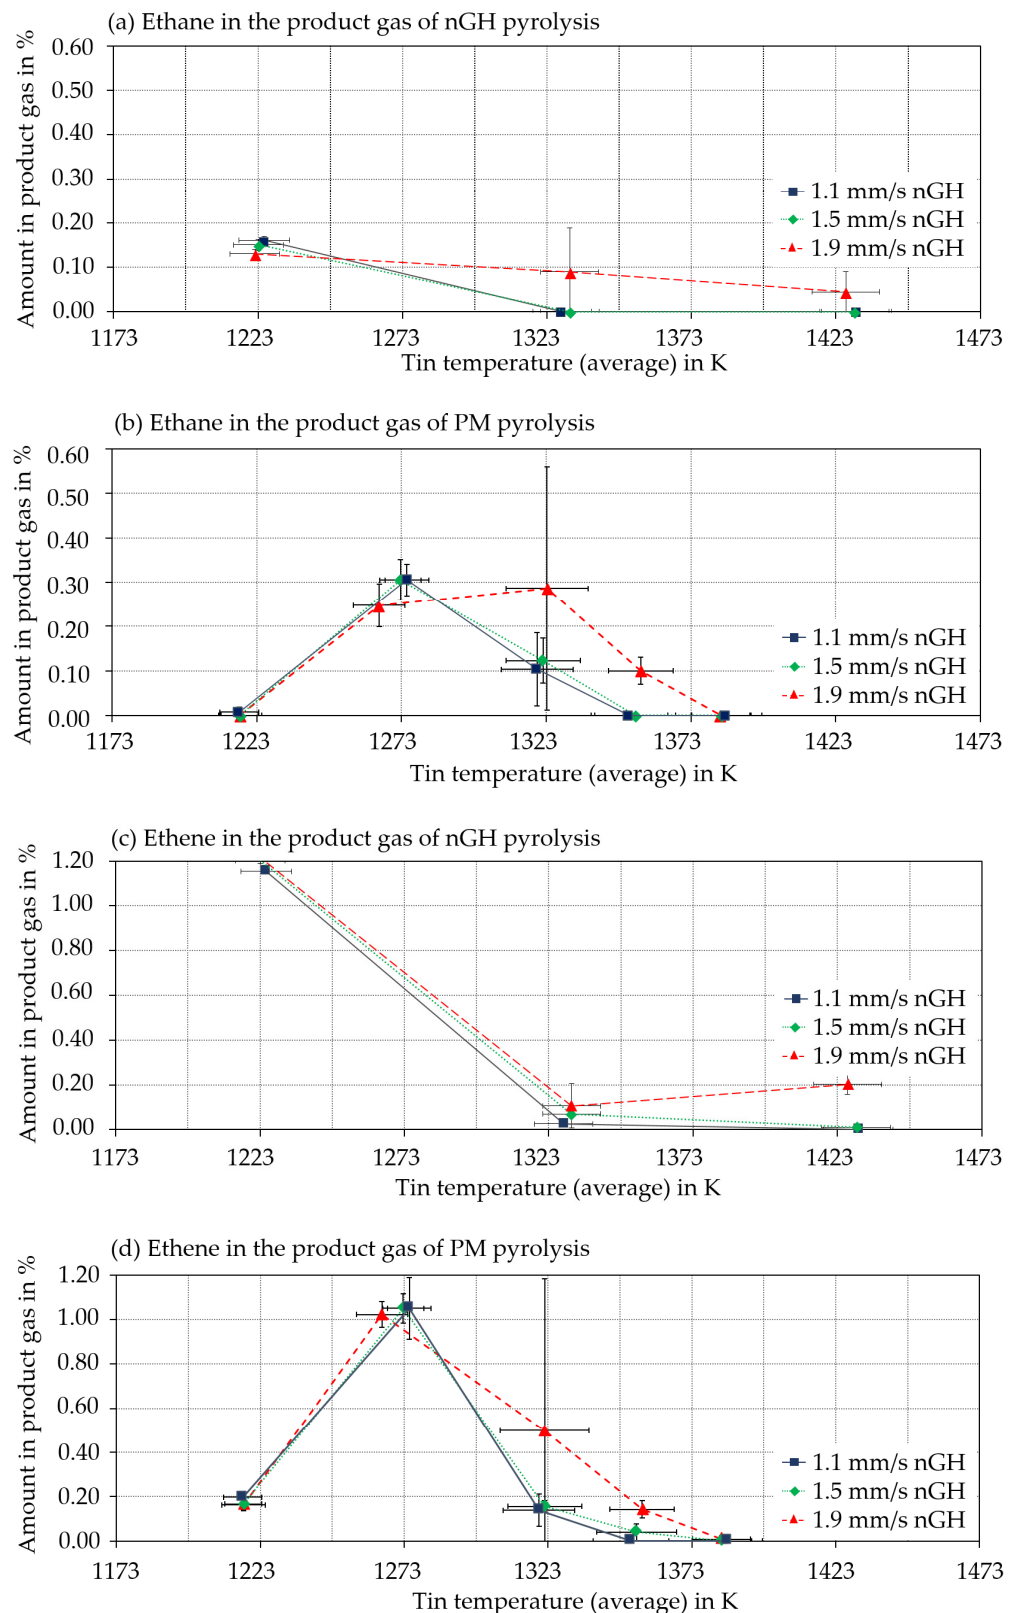 (a) Ethane in the product gas of nGH pyrolysis
Amount in product gas in %
0.60
0.50
0.40
0.30
0.20
0.10
0.00
1.1 mm/s nGH
1.5 mm/s nGH
1.9 mm/s nGH
1173 1223 1273 1323 1373 1423 1473
Tin temperature (average) in K
(b) Ethane in the product gas of PM pyrolysis
Amount in product gas in %
0.60
0.50
0.40
0.30
0.20
0.10
0.00
1.1 mm/s nGH
1.5 mm/s nGH
1.9 mm/s nGH
1173 1223 1273 1323 1373 1423 1473
Tin temperature (average) in K
(c) Ethene in the product gas of nGH pyrolysis
Amount in product gas in %
1.20
1.00
0.80
0.60
0.40
0.20
0.00
1.1 mm/s nGH
1.5 mm/s nGH
1.9 mm/s nGH
1173 1223 1273 1323 1373 1423 1473
Tin temperature (average) in K
(d) Ethene in the product gas of PM pyrolysis
Amount in product gas in %
1.20
1.00
0.80
0.60
0.40
0.20
0.00
1.1 mm/s nGH
1.5 mm/s nGH
1.9 mm/s nGH
1173 1223 1273 1323 1373 1423 1473
Tin temperature (average) in K